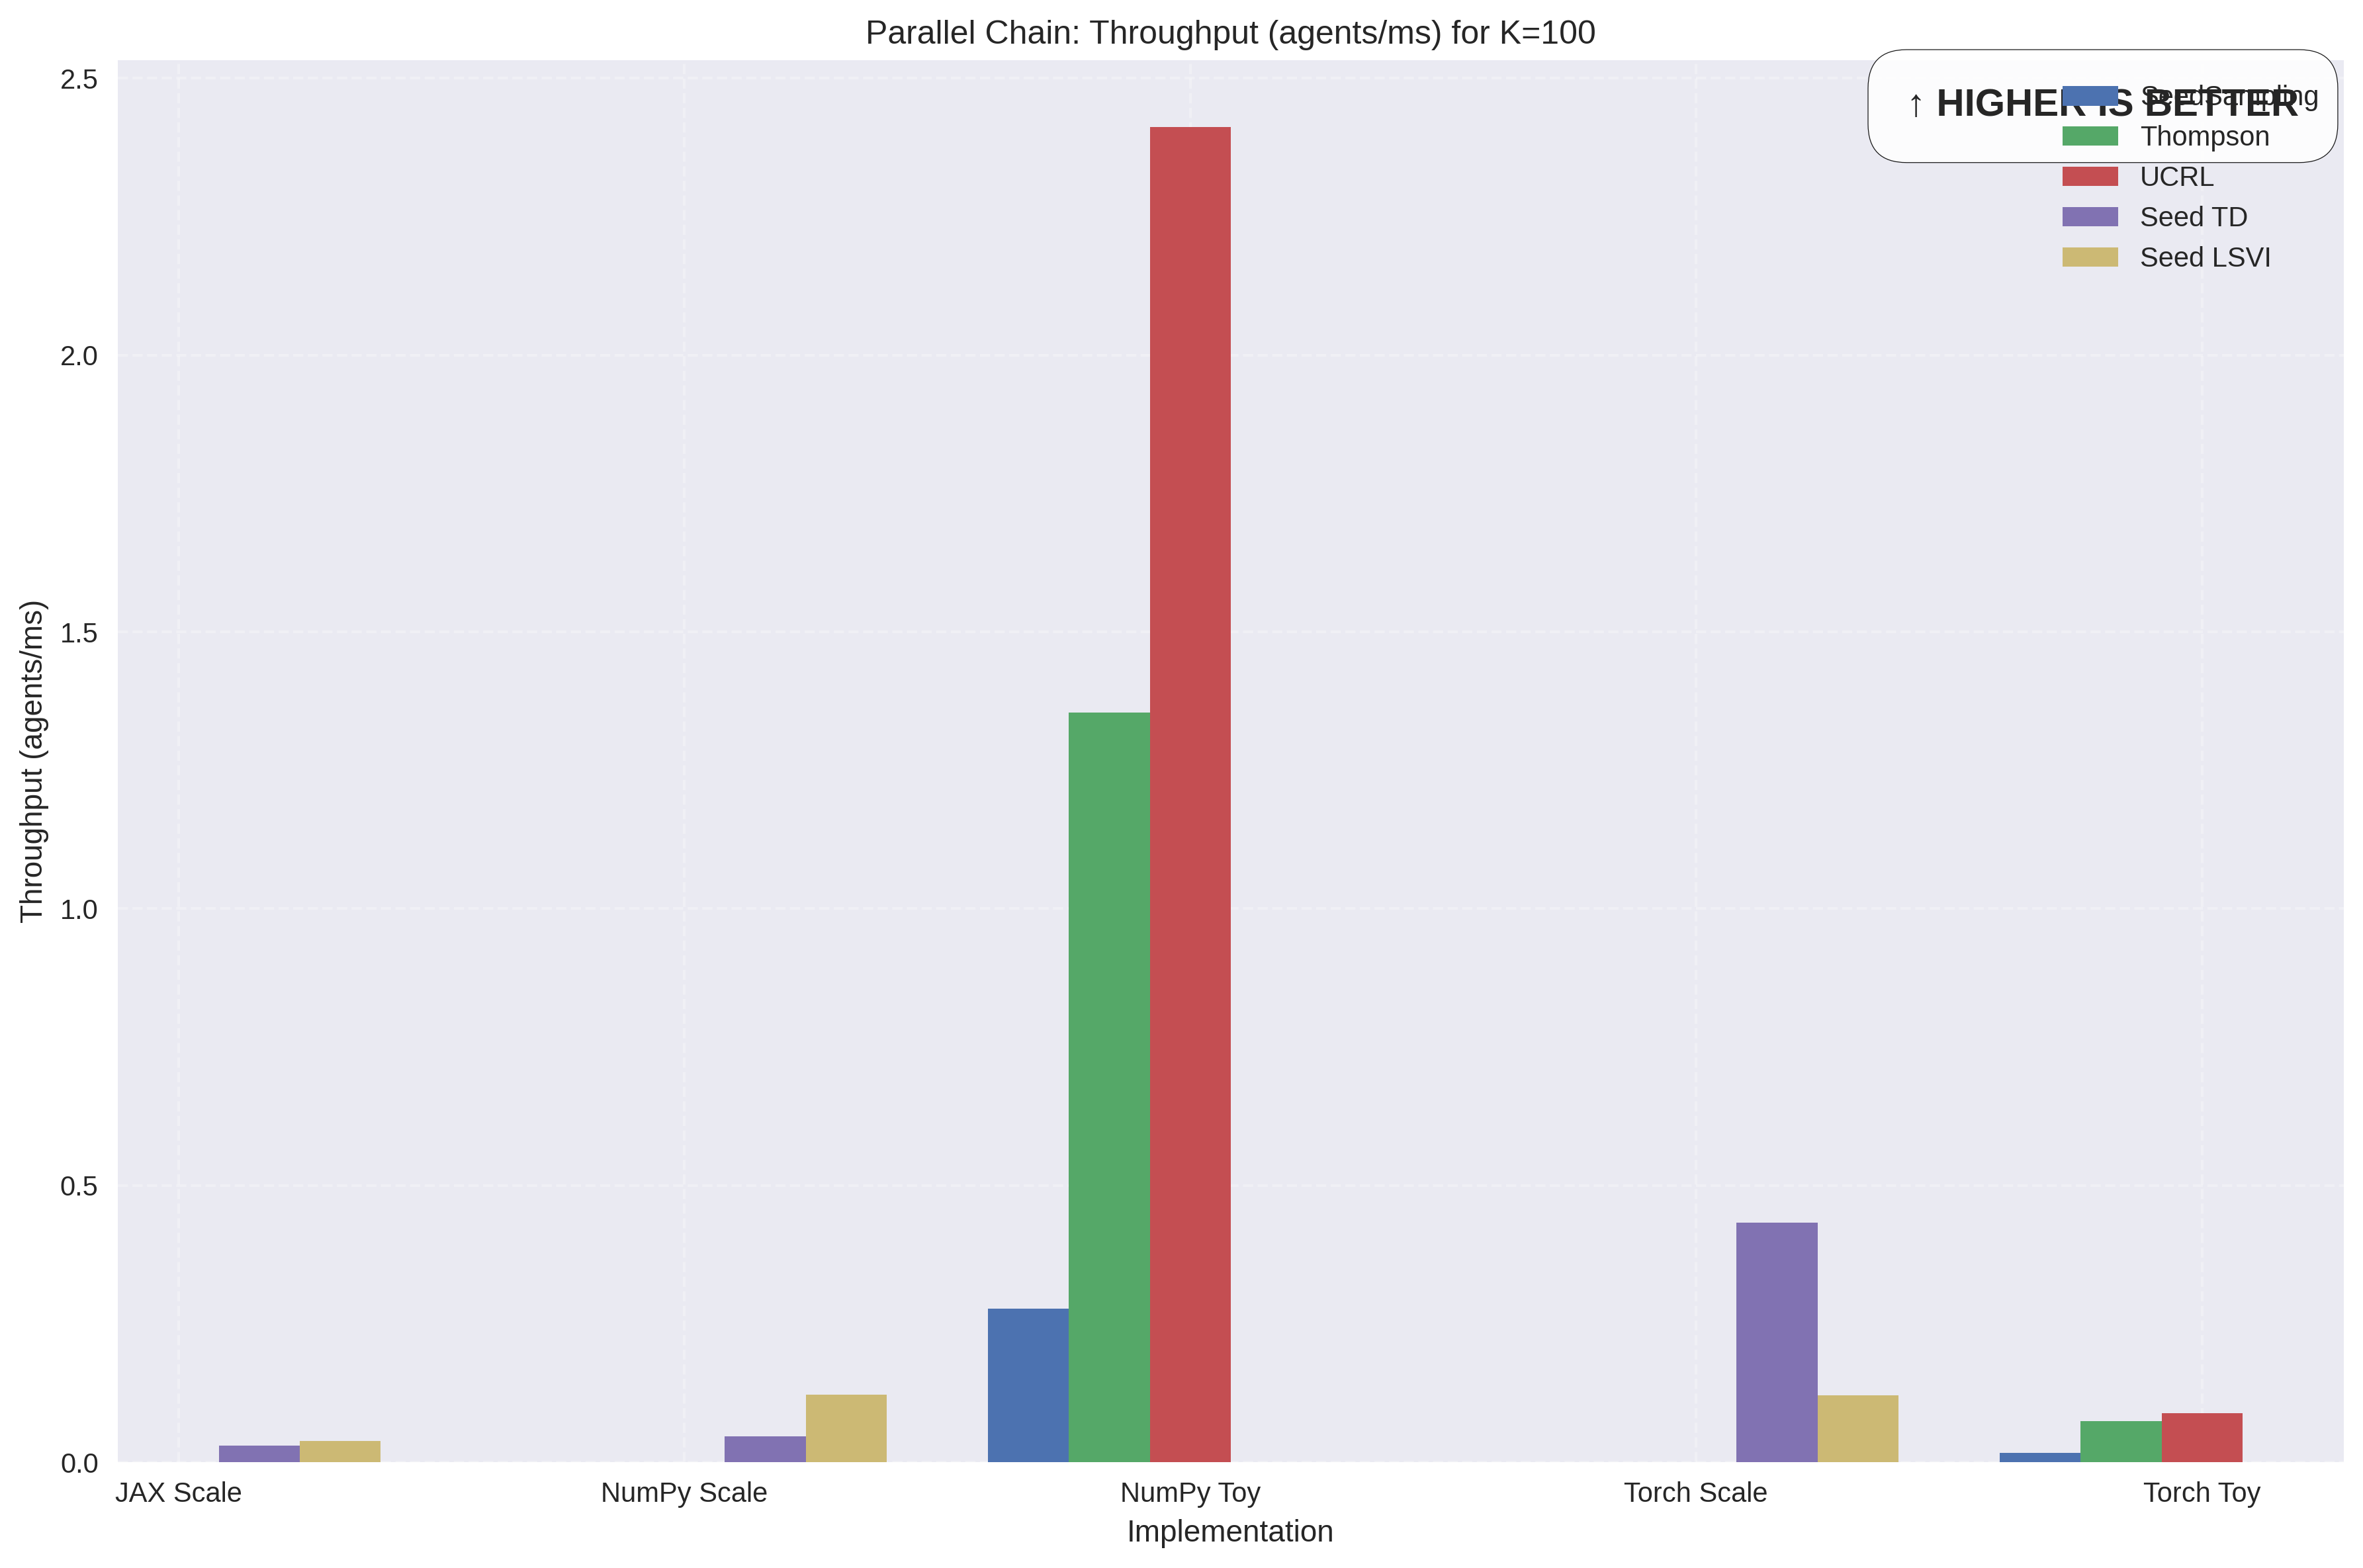 Parallel Chain: Throughput (agents/ms) for K=100
↑ HIGHER IS BETTER
SeedSampling
Thompson
UCRL
Seed TD
Seed LSVI
Throughput (agents/ms)
2.5
2.0
1.5
1.0
0.5
0.0
JAX Scale
NumPy Scale
NumPy Toy
Torch Scale
Torch Toy
Implementation